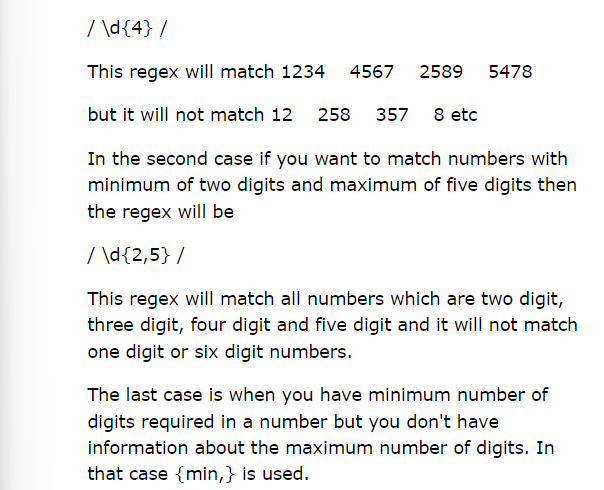 / \d{4} /
This regex will match 1234 4567 2589 5478
but it will not match 12 258 357 8 etc
In the second case if you want to match numbers with
minimum of two digits and maximum of five digits then
the regex will be
/ \d{2,5} /
This regex will match all numbers which are two digit,
three digit, four digit and five digit and it will not match
one digit or six digit numbers.
The last case is when you have minimum number of
digits required in a number but you don't have
information about the maximum number of digits. In
that case {min,} is used.